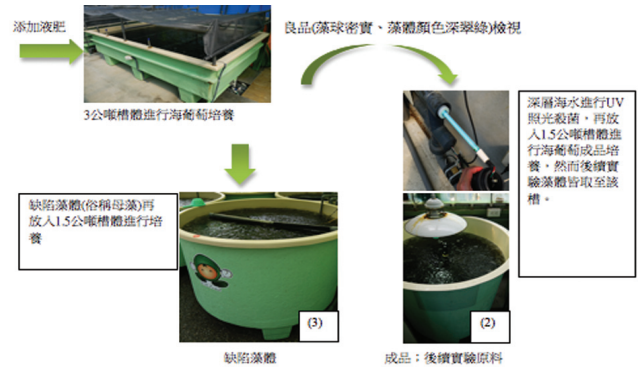 添加液肥
良品(藻球密實、藻體顏色深翠綠)檢視
3公噸槽體進行海葡萄培養
深層海水進行UV
照光殺菌，再放
入1.5公噸槽體進
行海葡萄成品培
養，然而後續實
驗藻體皆取至該
槽。
缺陷藻體(俗稱母藻)再
放入1.5公噸槽體進行培
養
(3)
(2)
缺陷藻體
成品；後續實驗原料